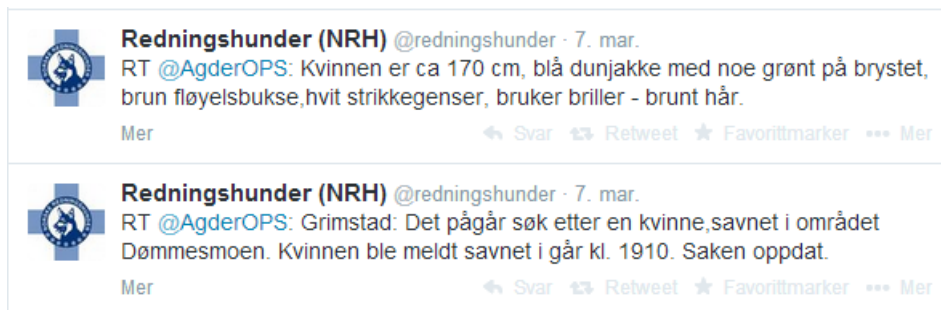 Redningshunder (NRH) @redningshunder · 7. mar.
RT @AgderOPS: Kvinnen er ca 170 cm, blå dunjakke med noe grønt på brystet,
brun fløyelsbukse,hvit strikkegenser, bruker briller - brunt hår.
Mer Svar Retweet Favorittmarker Mer
Redningshunder (NRH) @redningshunder · 7. mar.
RT @AgderOPS: Grimstad: Det pågår søk etter en kvinne,savnet i området
Dømmesmoen. Kvinnen ble meldt savnet i går kl. 1910. Saken oppdat.
Mer Svar Retweet Favorittmarker Mer